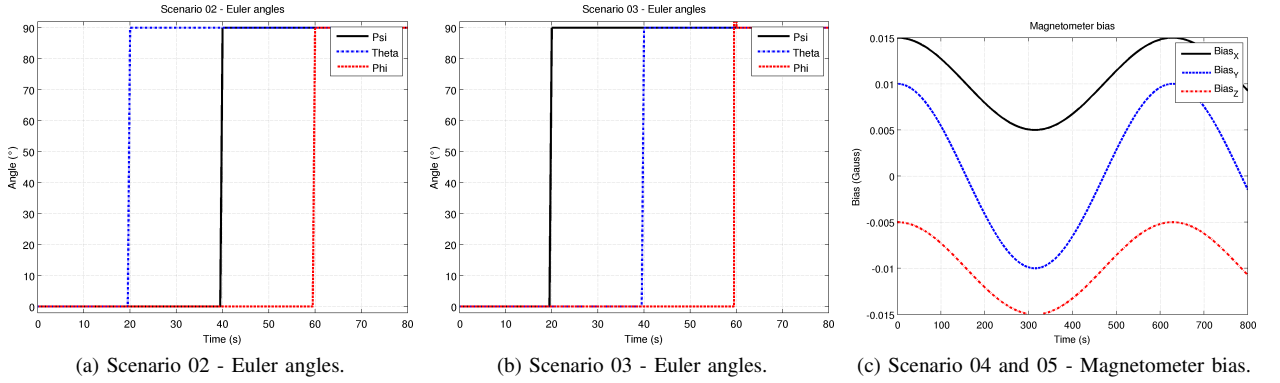 Scenario 02 - Euler angles
90
80
70
60
50
40
30
20
10
0
Angle (°)
0 10 20 30 40 50 60 70 80
Time (s)
Psi
Theta
Phi
(a) Scenario 02 - Euler angles.
Scenario 03 - Euler angles
90
80
70
60
50
40
30
20
10
0
Angle (°)
0 10 20 30 40 50 60 70 80
Time (s)
Psi
Theta
Phi
(b) Scenario 03 - Euler angles.
Magnetometer bias
0.015
0.01
0.005
0
-0.005
-0.01
-0.015
Bias (Gauss)
0 100 200 300 400 500 600 700 800
Time (s)
BiasX
BiasY
BiasZ
(c) Scenario 04 and 05 - Magnetometer bias.